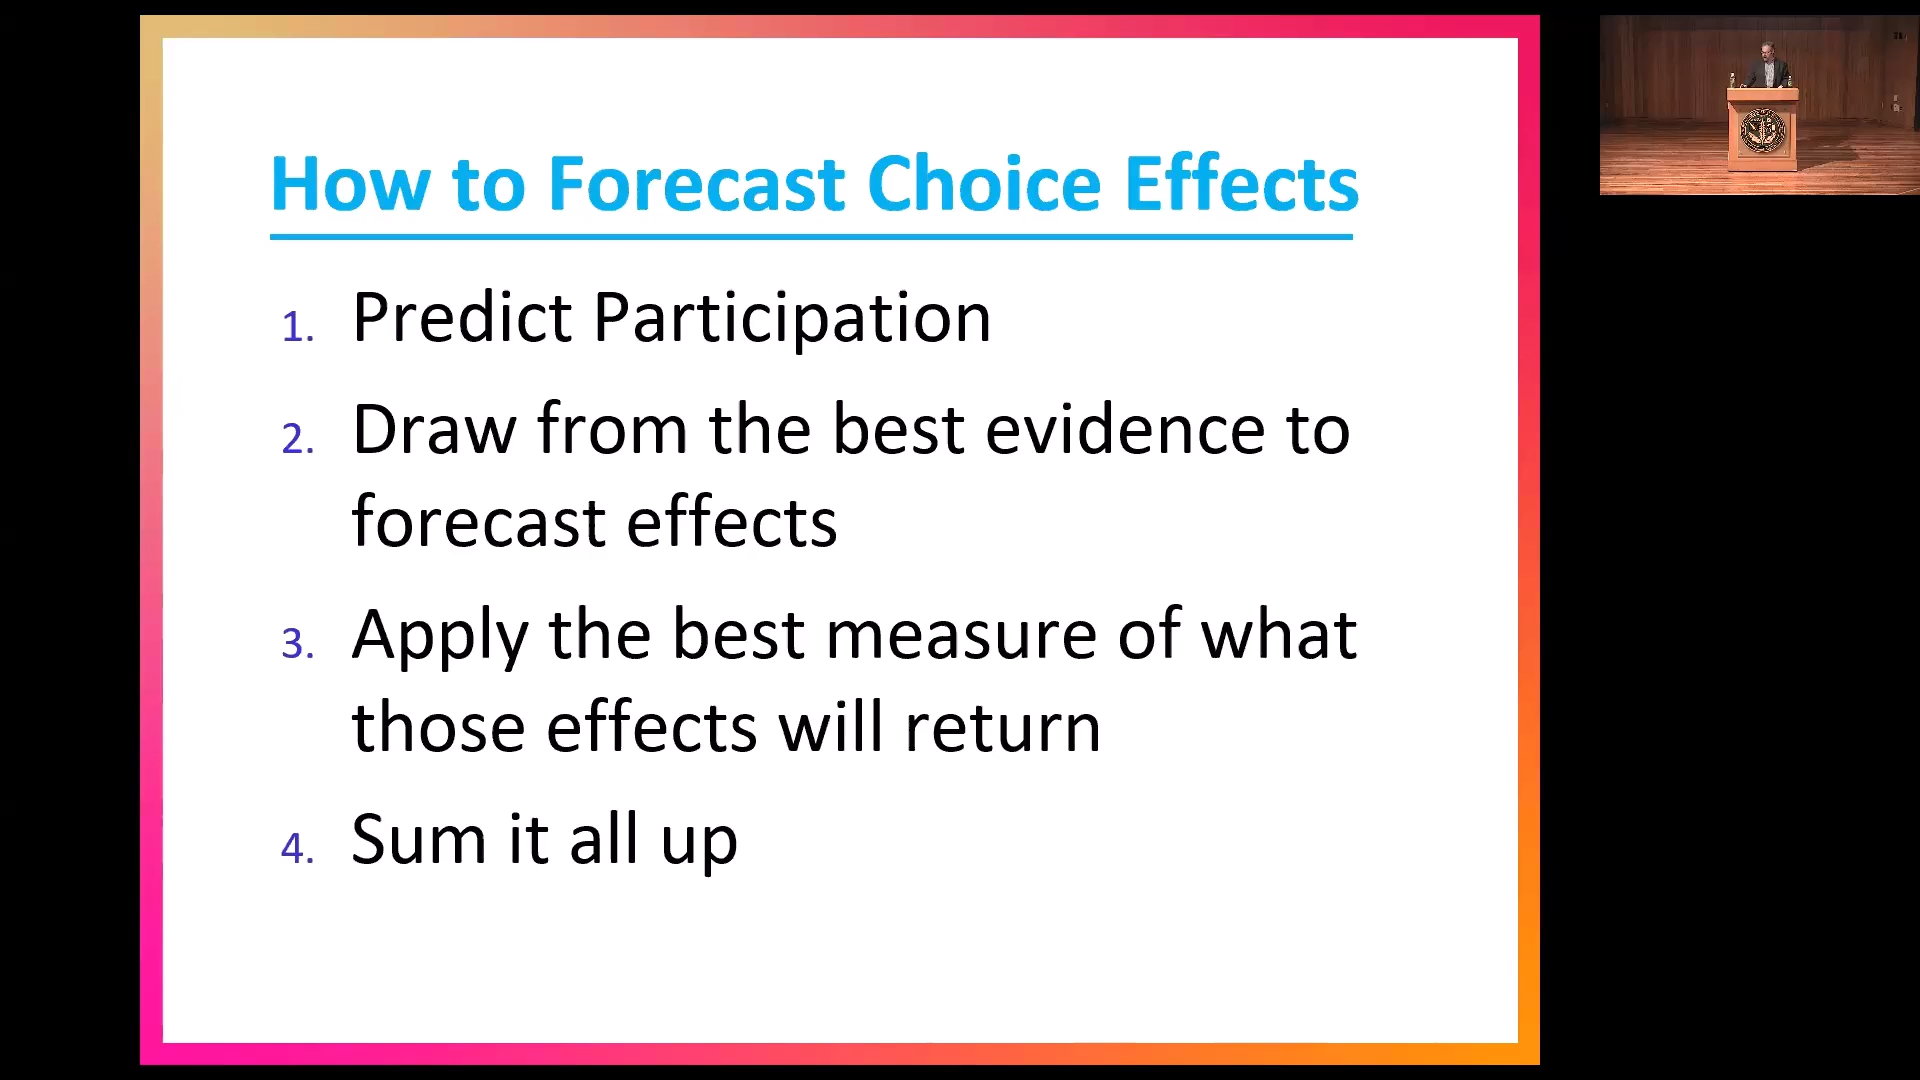 How to Forecast Choice Effects
1. Predict Participation
2. Draw from the best evidence to
forecast effects
3. Apply the best measure of what
those effects will return
4. Sum it all up